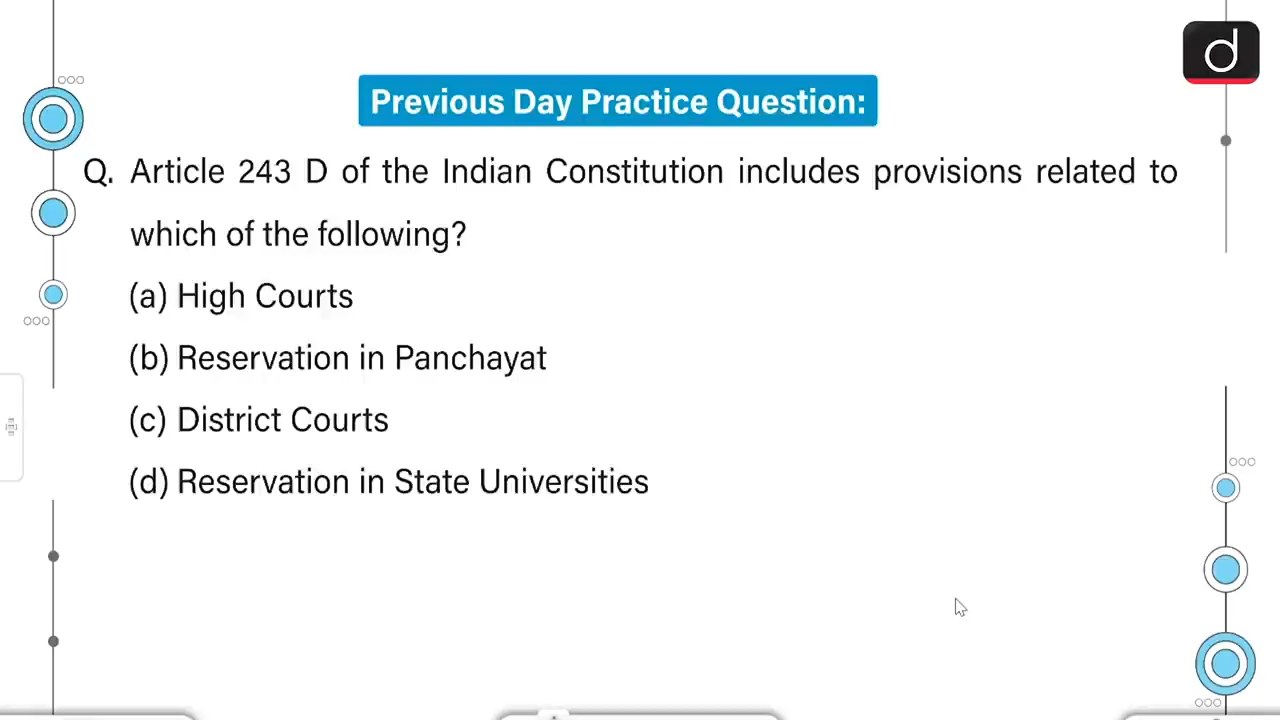 d
Previous Day Practice Question:
Q. Article 243 D of the Indian Constitution includes provisions related to
which of the following?
(a) High Courts
(b) Reservation in Panchayat
(c) District Courts
(d) Reservation in State Universities